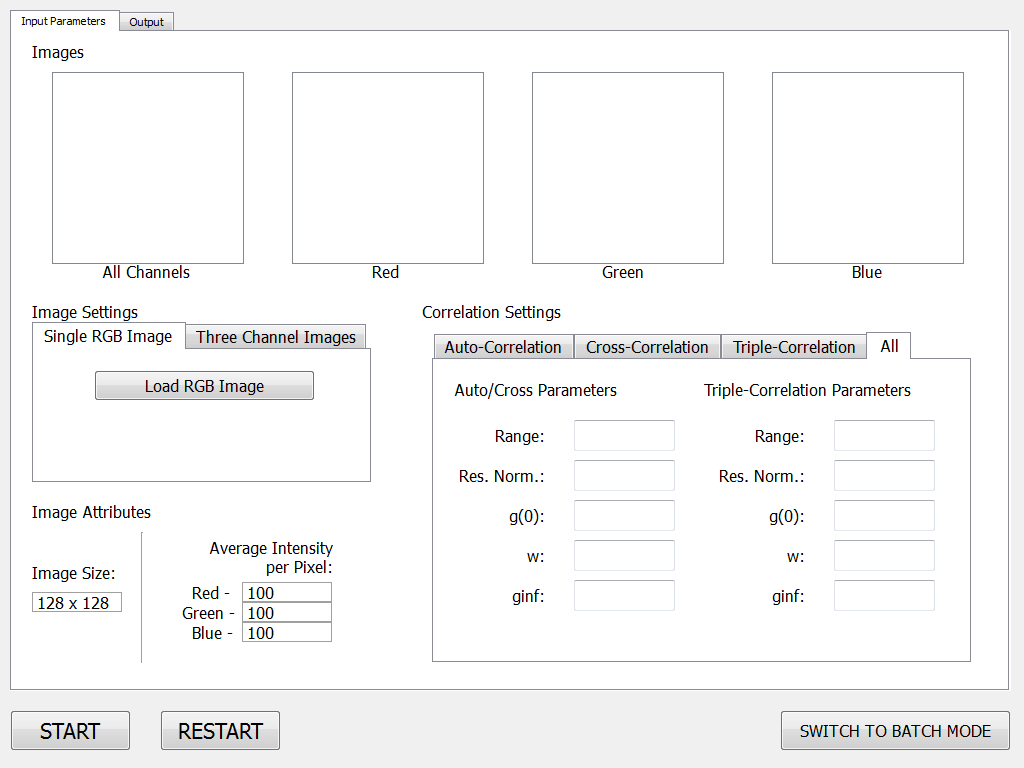 Input Parameters
Output
Images
All Channels
Red
Green
Blue
Image Settings
Single RGB Image
Three Channel Images
Load RGB Image
Correlation Settings
Auto-Correlation
Cross-Correlation
Triple-Correlation
All
Auto/Cross Parameters
Range:
Res. Norm.:
g(0):
w:
ginf:
Triple-Correlation Parameters
Range:
Res. Norm.:
g(0):
w:
ginf:
Image Attributes
Image Size:
128 x 128
Average Intensity
per Pixel:
Red - 100
Green - 100
Blue - 100
START
RESTART
SWITCH TO BATCH MODE